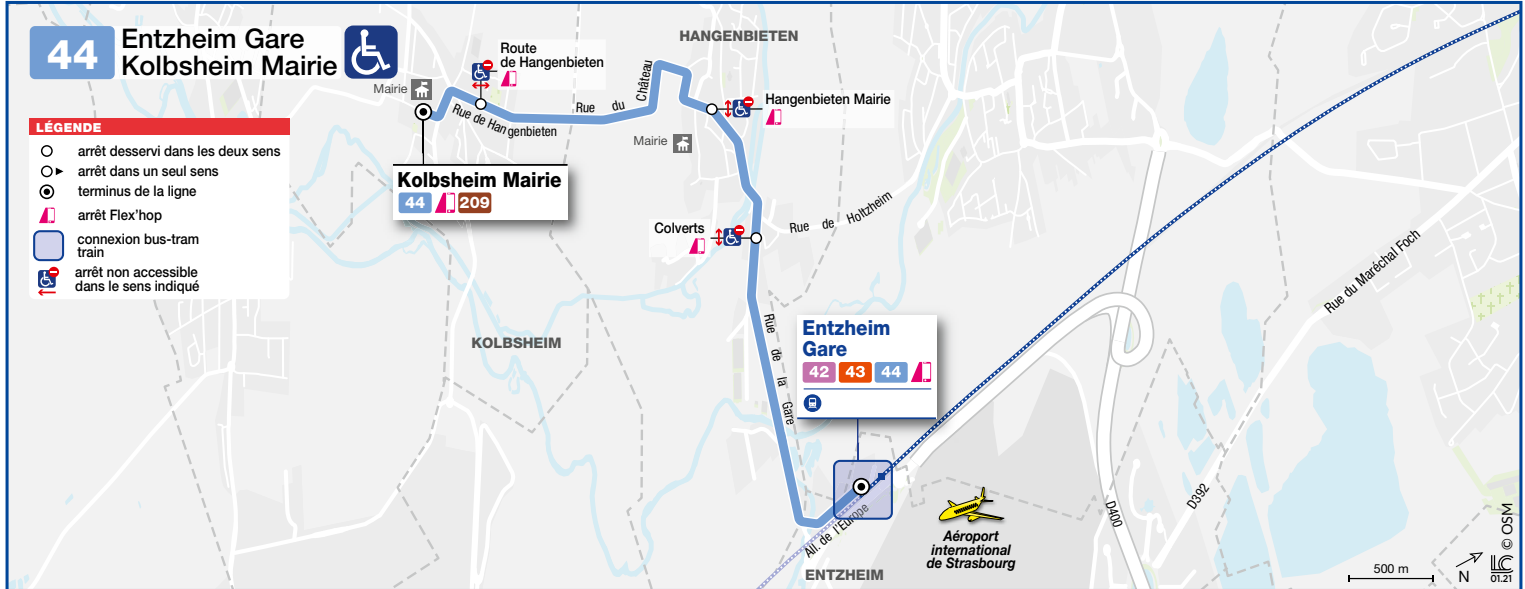 44
Entzheim Gare
Kolbsheim Mairie
LÉGENDE
arrêt desservi dans les deux sens
arrêt dans un seul sens
terminus de la ligne
arrêt Flex'hop
connexion bus-tram
train
arrêt non accessible
dans le sens indiqué
Mairie
Route
de Hangenbieten
Rue de Hangenbieten
Rue du Château
HANGENBIETEN
Hangenbieten Mairie
Mairie
Kolbsheim Mairie
44 209
Colverts
Rue de Holtzheim
KOLBSHEIM
Rue de la Gare
Entzheim
Gare
42 43 44
All. de l'Europe
ENTZHEIM
Aéroport
international
de Strasbourg
D400
D392
Rue du Maréchal Foch
500 m
N
© OSM
LC
01.21